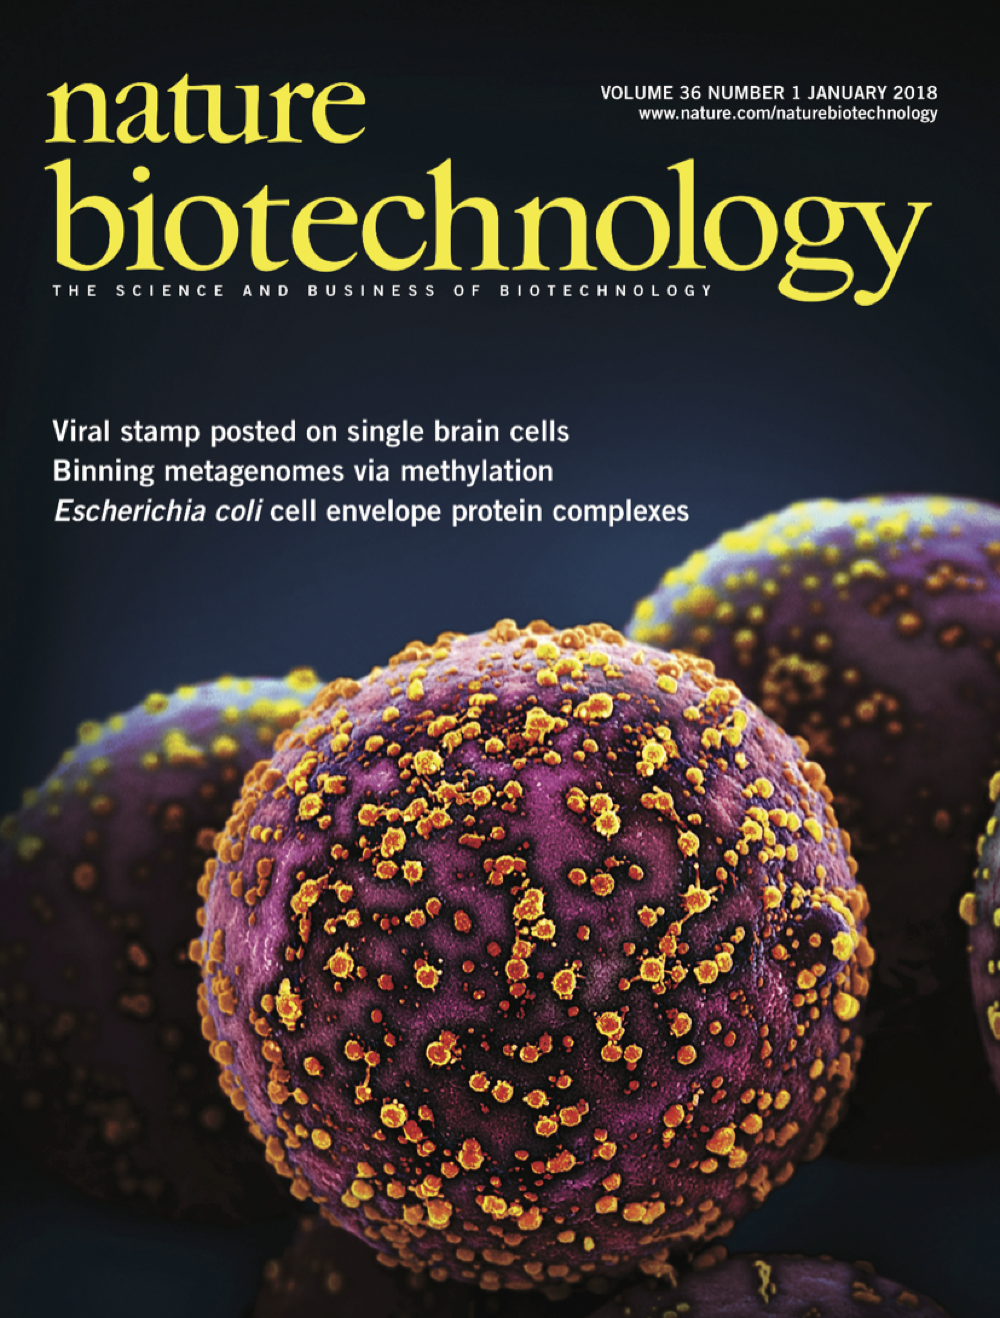 nature
VOLUME 36 NUMBER 1 JANUARY 2018
www.nature.com/naturebiotechnology
biotechnology
THE SCIENCE AND BUSINESS OF BIOTECHNOLOGY
Viral stamp posted on single brain cells
Binning metagenomes via methylation
Escherichia coli cell envelope protein complexes